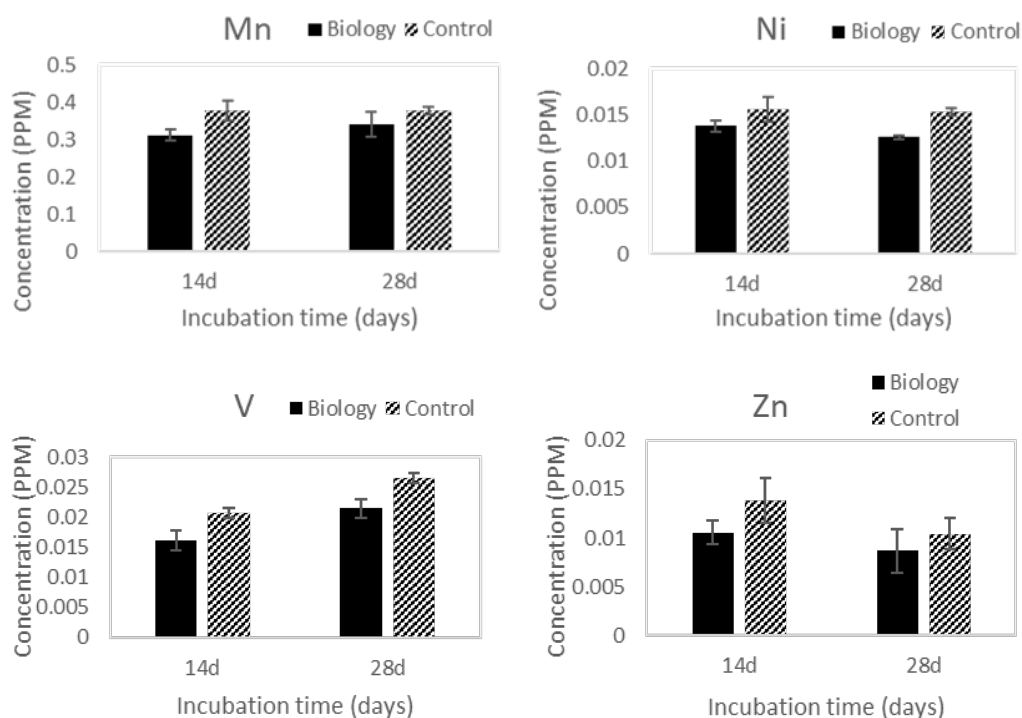 Mn
Biology Control
Concentration (PPM)
0.5
0.4
0.3
0.2
0.1
0
14d 28d
Incubation time (days)
Ni
Biology Control
Concentration (PPM)
0.02
0.015
0.01
0.005
0
14d 28d
Incubation time (days)
V
Biology Control
Concentration (PPM)
0.03
0.025
0.02
0.015
0.01
0.005
0
14d 28d
Incubation time (days)
Zn
Biology
Control
Concentration (PPM)
0.02
0.015
0.01
0.005
0
14d 28d
Incubation time (days)